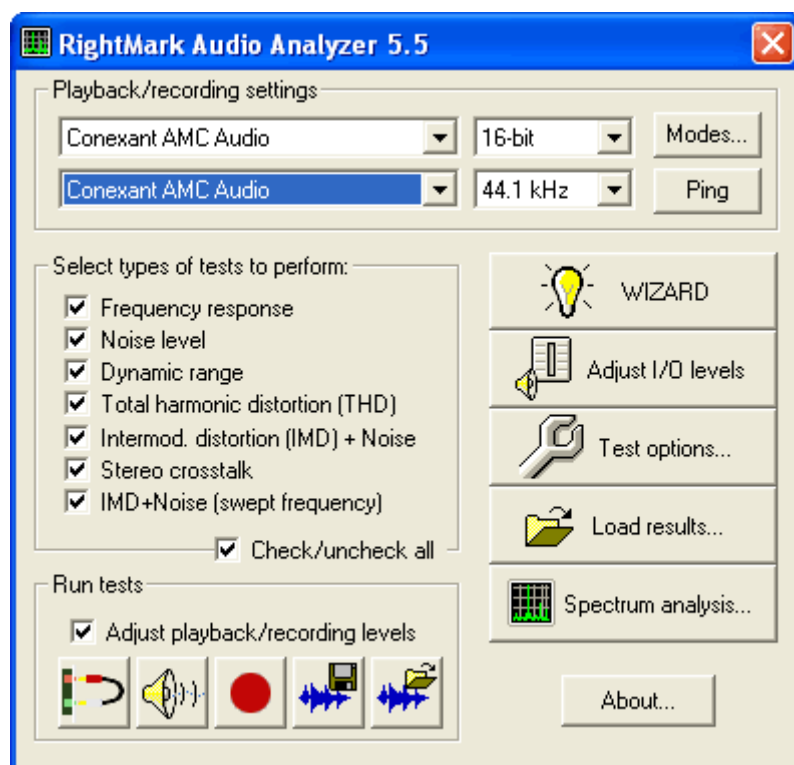 RightMark Audio Analyzer 5.5
Playback/recording settings
Conexant AMC Audio 16-bit Modes...
Conexant AMC Audio 44.1 kHz Ping
Select types of tests to perform:
Frequency response
Noise level
Dynamic range
Total harmonic distortion (THD)
Intermod. distortion (IMD) + Noise
Stereo crosstalk
IMD+Noise (swept frequency)
Check/uncheck all
WIZARD
Adjust I/O levels
Test options...
Load results...
Spectrum analysis...
Run tests
Adjust playback/recording levels
About...